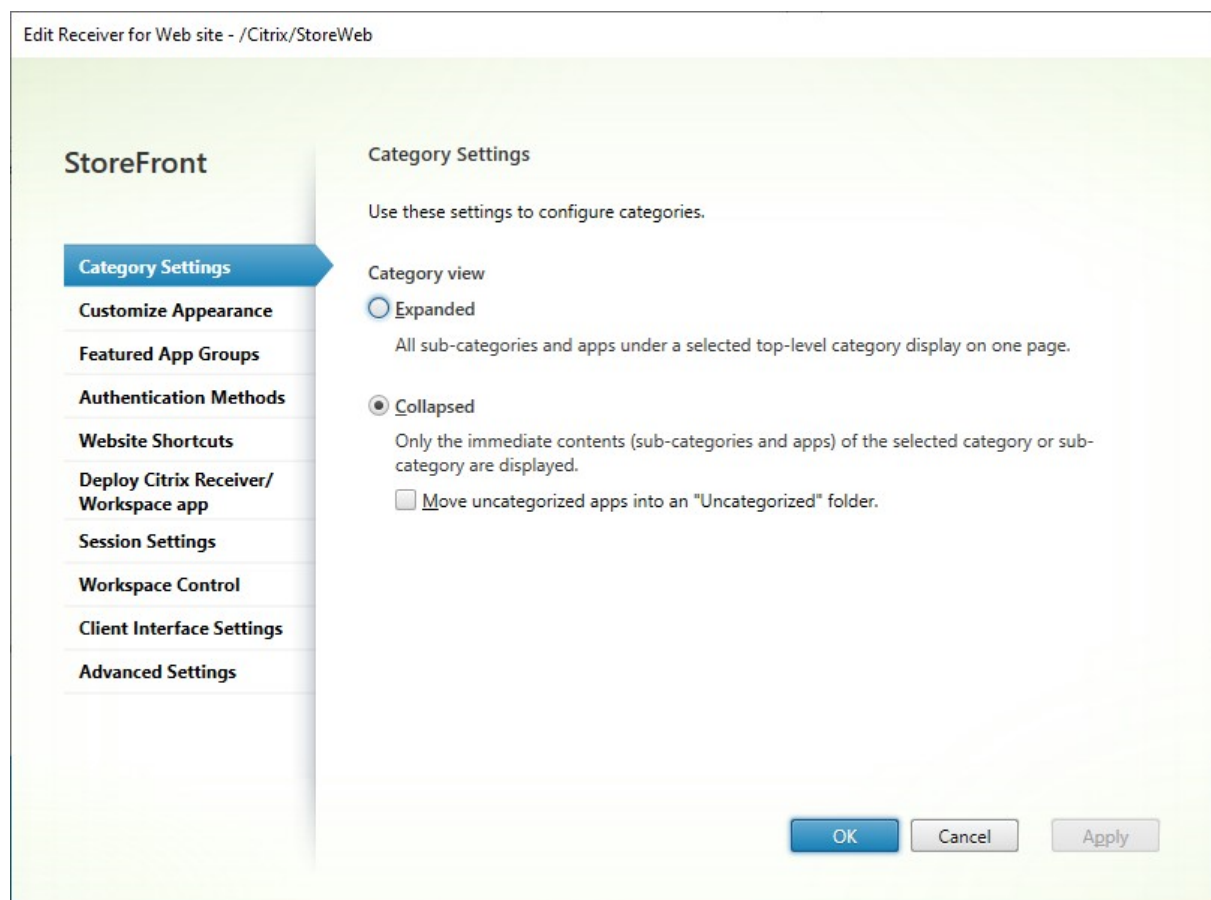 Edit Receiver for Web site - /Citrix/StoreWeb
StoreFront
Category Settings
Customize Appearance
Featured App Groups
Authentication Methods
Website Shortcuts
Deploy Citrix Receiver/
Workspace app
Session Settings
Workspace Control
Client Interface Settings
Advanced Settings
Category Settings
Use these settings to configure categories.
Category view
Expanded
All sub-categories and apps under a selected top-level category display on one page.
Collapsed
Only the immediate contents (sub-categories and apps) of the selected category or sub-
category are displayed.
Move uncategorized apps into an "Uncategorized" folder.
OK
Cancel
Apply